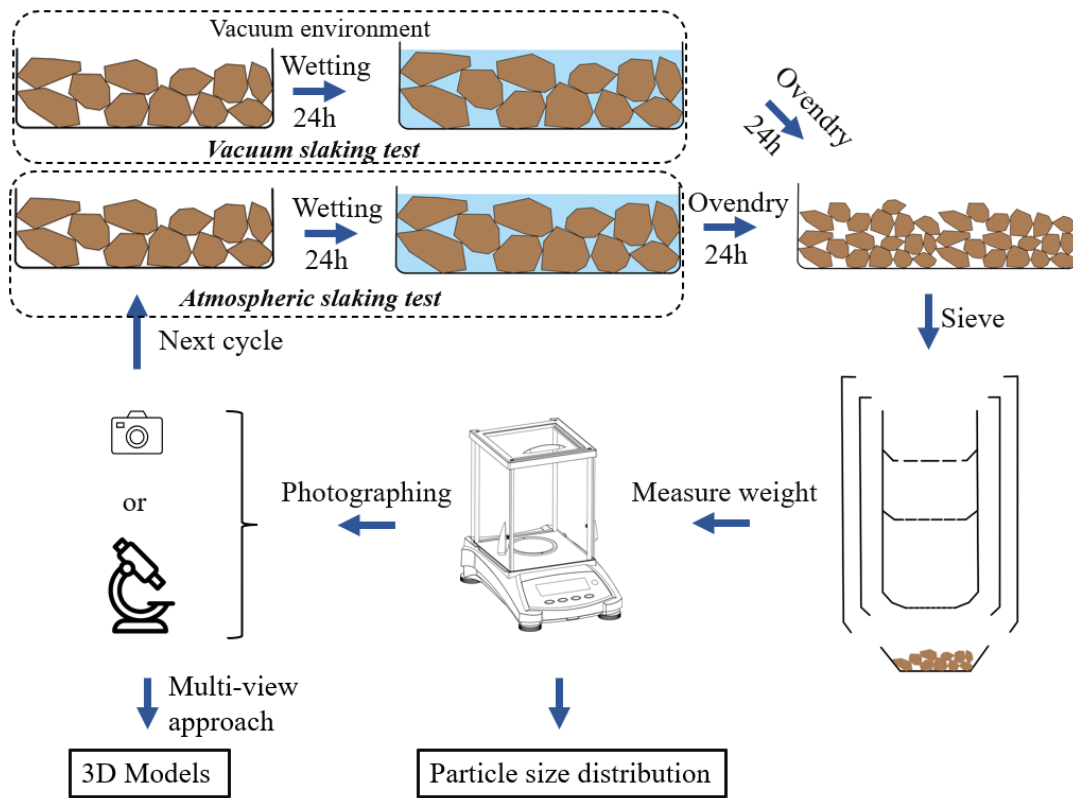 Vacuum environment
Wetting
24h
Vacuum slaking test
Ovendry
24h
Wetting
24h
Atmospheric slaking test
Ovendry
24h
Next cycle
Sieve
or
Photographing
Measure weight
Multi-view
approach
3D Models
Particle size distribution